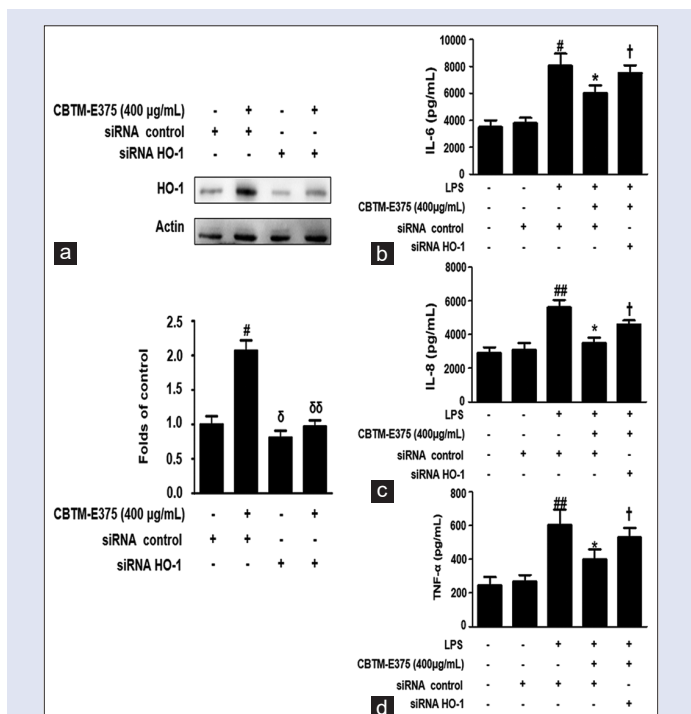 CBTM-E375 (400 µg/mL) - + - +
siRNA control + + - -
siRNA HO-1 - - + +
HO-1
Actin
a
Folds of control
2.5
2.0
1.5
1.0
0.5
0.0
#
δ
δδ
CBTM-E375 (400 µg/mL) - + - +
siRNA control + + - -
siRNA HO-1 - - + +
IL-6 (pg/mL)
10000
8000
6000
4000
2000
0
#
*
†
LPS - - + + +
CBTM-E375 (400µg/mL) - - - + +
siRNA control - + + + -
siRNA HO-1 - - - - +
b
IL-8 (pg/mL)
8000
6000
4000
2000
0
##
*
†
LPS - - + + +
CBTM-E375 (400µg/mL) - - - + +
siRNA control - + + + -
siRNA HO-1 - - - - +
c
TNF-α (pg/mL)
800
600
400
200
0
##
*
†
LPS - - + + +
CBTM-E375 (400µg/mL) - - - + +
siRNA control - + + + -
siRNA HO-1 - - - - +
d